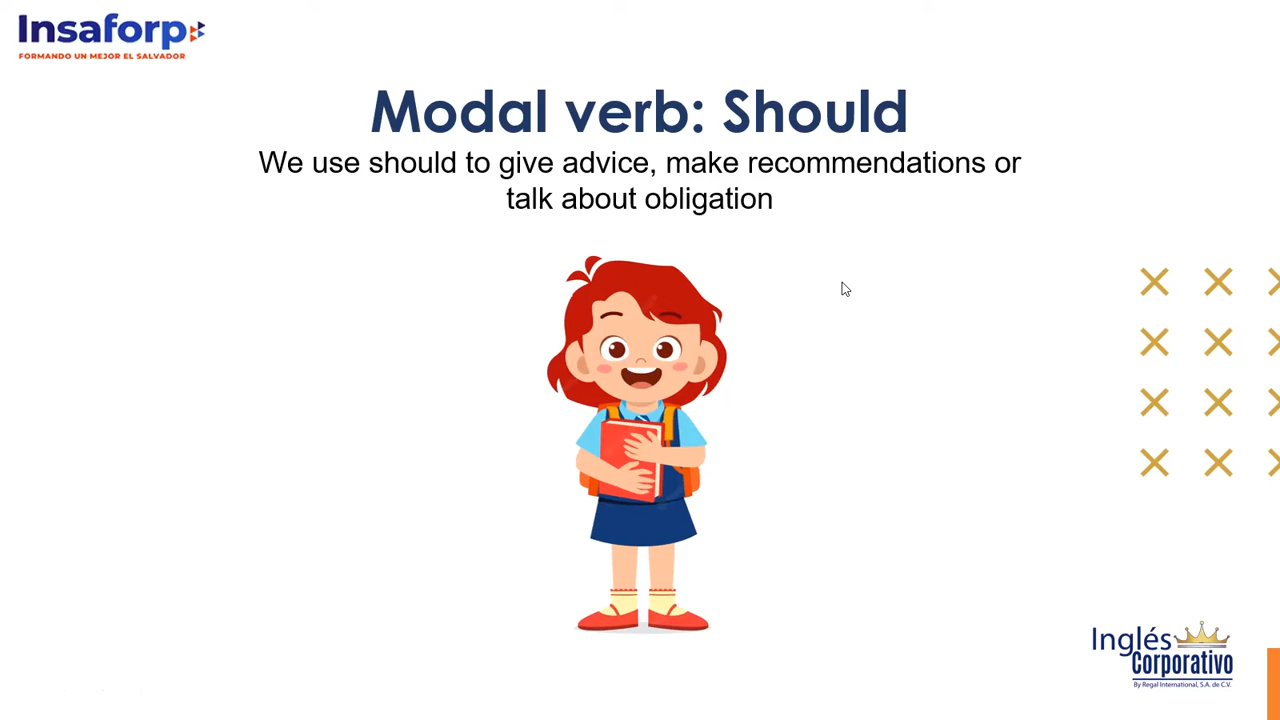 Insaforp
FORMANDO UN MEJOR EL SALVADOR
Modal verb: Should
We use should to give advice, make recommendations or
talk about obligation
Inglés
Corporativo
By Regal International, S.A. de C.V.